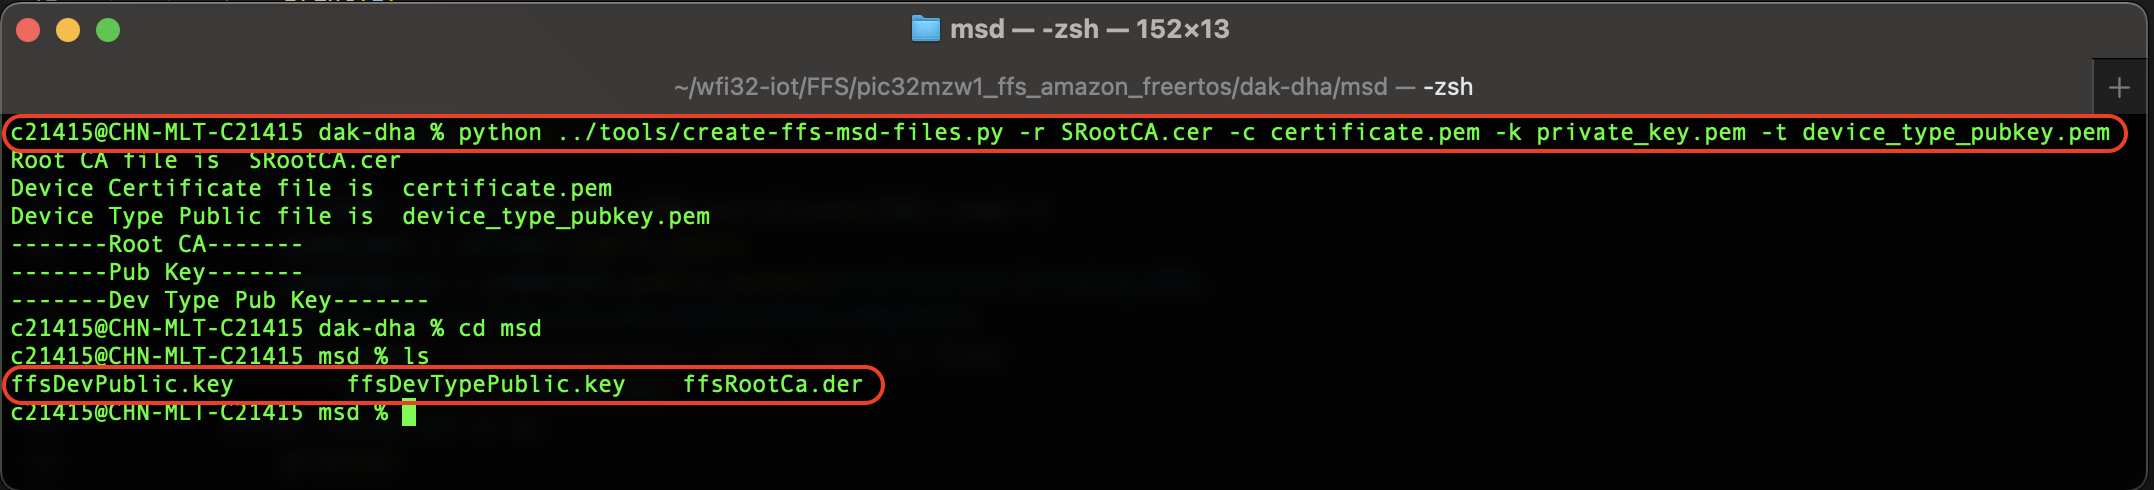 msd — -zsh — 152×13
~/wfi32-iot/FFS/pic32mzw1_ffs_amazon_freertos/dak-dha/msd — -zsh
c21415@CHN-MLT-C21415 dak-dha % python ../tools/create-ffs-msd-files.py -r SRootCA.cer -c certificate.pem -k private_key.pem -t device_type_pubkey.pem
Root CA file is  SRootCA.cer
Device Certificate file is  certificate.pem
Device Type Public file is  device_type_pubkey.pem
-------Root CA-------
-------Pub Key-------
-------Dev Type Pub Key-------
c21415@CHN-MLT-C21415 dak-dha % cd msd
c21415@CHN-MLT-C21415 msd % ls
ffsDevPublic.key        ffsDevTypePublic.key    ffsRootCa.der
c21415@CHN-MLT-C21415 msd %